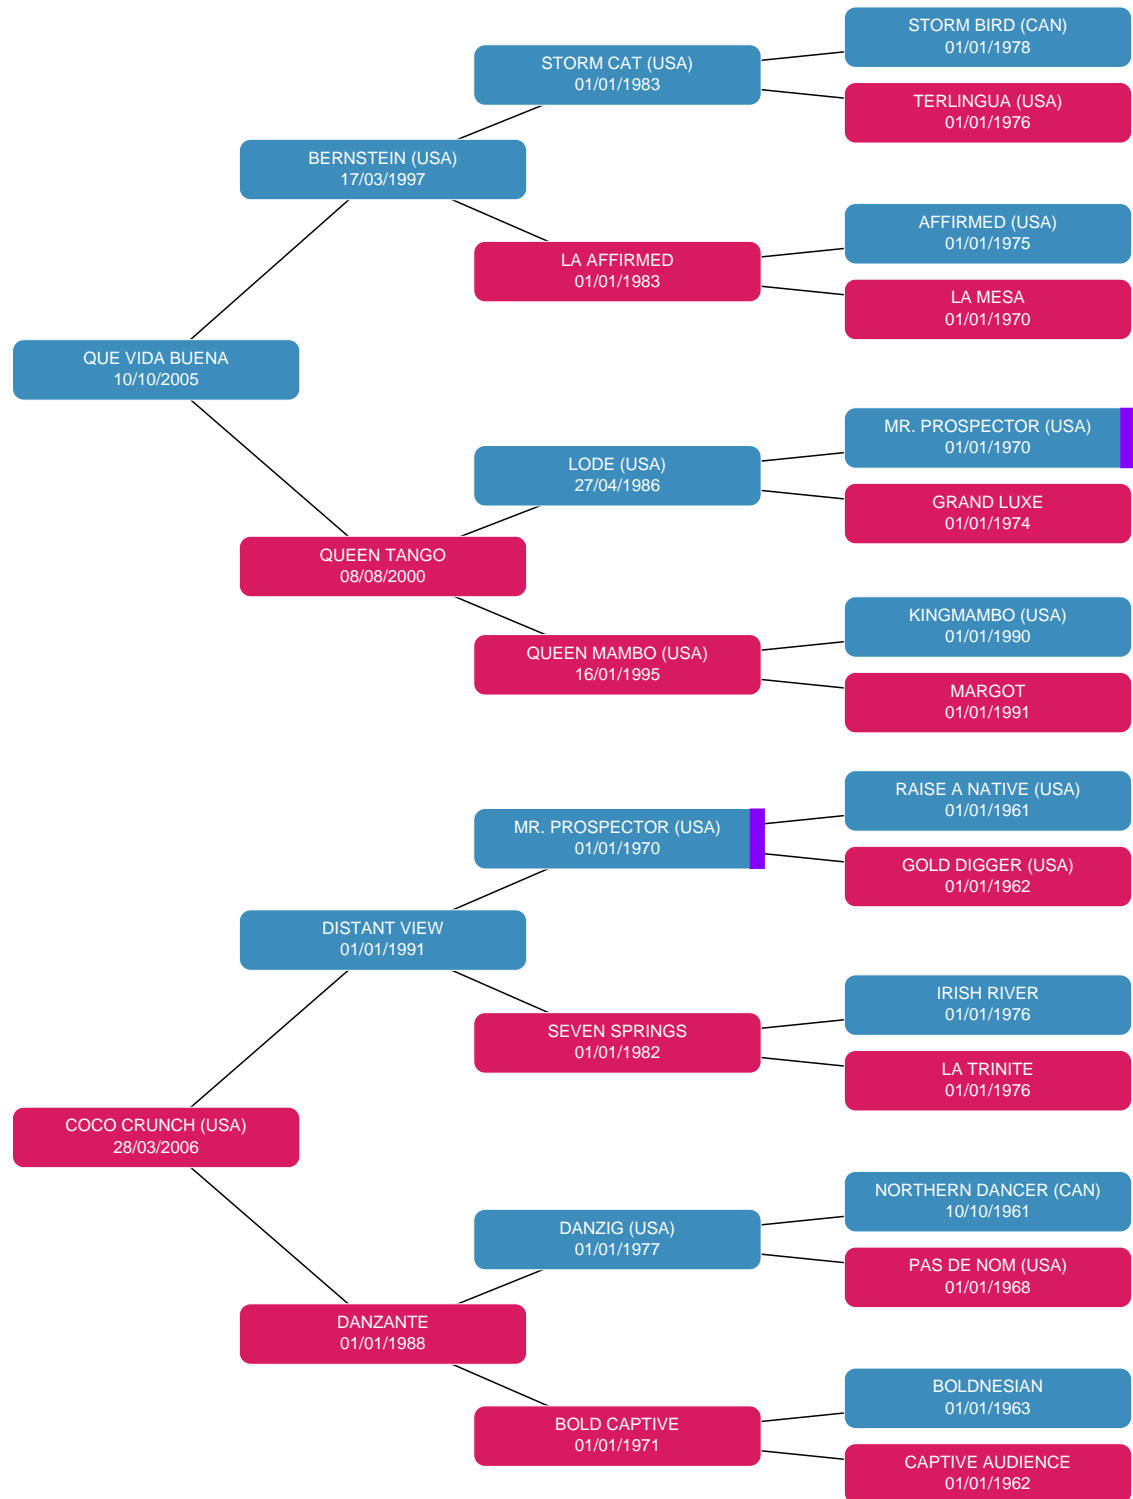 STORM BIRD (CAN)
01/01/1978
STORM CAT (USA)
01/01/1983
TERLINGUA (USA)
01/01/1976
BERNSTEIN (USA)
17/03/1997
AFFIRMED (USA)
01/01/1975
LA AFFIRMED
01/01/1983
LA MESA
01/01/1970
QUE VIDA BUENA
10/10/2005
MR. PROSPECTOR (USA)
01/01/1970
LODE (USA)
27/04/1986
GRAND LUXE
01/01/1974
QUEEN TANGO
08/08/2000
KINGMAMBO (USA)
01/01/1990
QUEEN MAMBO (USA)
16/01/1995
MARGOT
01/01/1991
RAISE A NATIVE (USA)
01/01/1961
MR. PROSPECTOR (USA)
01/01/1970
GOLD DIGGER (USA)
01/01/1962
DISTANT VIEW
01/01/1991
IRISH RIVER
01/01/1976
SEVEN SPRINGS
01/01/1982
LA TRINITE
01/01/1976
COCO CRUNCH (USA)
28/03/2006
NORTHERN DANCER (CAN)
10/10/1961
DANZIG (USA)
01/01/1977
PAS DE NOM (USA)
01/01/1968
DANZANTE
01/01/1988
BOLDNESIAN
01/01/1963
BOLD CAPTIVE
01/01/1971
CAPTIVE AUDIENCE
01/01/1962